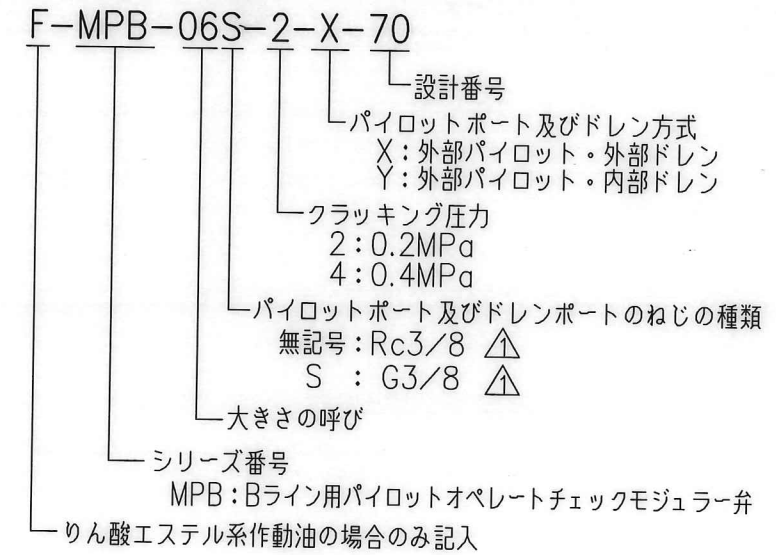 F-MPB-06S-2-X-70
設計番号
パイロットポート及びドレン方式
X：外部パイロット・外部ドレン
Y：外部パイロット・内部ドレン
クラッキング圧力
2：0.2MPa
4：0.4MPa
パイロットポート及びドレンポートのねじの種類
無記号：Rc3/8 1
S ： G3/8 1
大きさの呼び
シリーズ番号
MPB：Bライン用パイロットオペレートチェックモジュラー弁
りん酸エステル系作動油の場合のみ記入